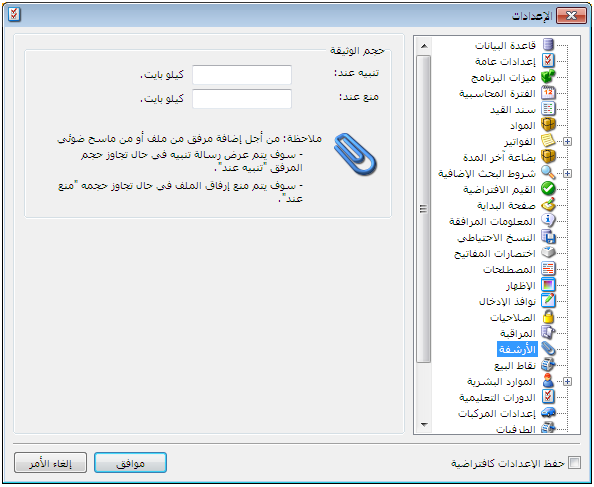 الإعدادات
قاعدة البيانات
إعدادات عامة
ميزات البرنامج
الفترة المحاسبية
سند القيد
المواد
الفواتير
بضاعة آخر المدة
شروط البحث الإضافية
القيم الافتراضية
صفحة البداية
المعلومات المرافقة
النسخ الاحتياطي
اختصارات المفاتيح
المصطلحات
الإظهار
نوافذ الإدخال
الصلاحيات
المراقبة
الأرشفة
نقاط البيع
الموارد البشرية
الدورات التعليمية
إعدادات المركبات
الطرفيات
حجم الوثيقة
تنبيه عند: كيلو بايت.
منع عند: كيلو بايت.
ملاحظة: من أجل إضافة مرفق من ملف أو من ماسح ضوئي
- سوف يتم عرض رسالة تنبيه في حال تجاوز حجم
المرفق "تنبيه عند".
- سوف يتم منع إرفاق الملف في حال تجاوز حجمه "منع
عند".
حفظ الإعدادات كافتراضية
موافق
إلغاء الأمر